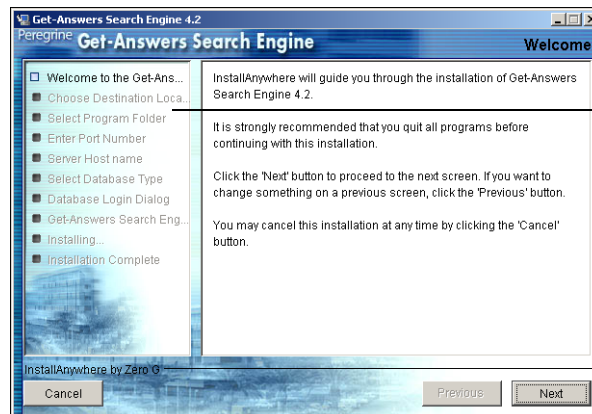 Get-Answers Search Engine 4.2
Peregrine Get-Answers Search Engine
Welcome
Welcome to the Get-Ans...
Choose Destination Loca...
Select Program Folder
Enter Port Number
Server Host name
Select Database Type
Database Login Dialog
Get-Answers Search Eng...
Installing...
Installation Complete
InstallAnywhere will guide you through the installation of Get-Answers
Search Engine 4.2.
It is strongly recommended that you quit all programs before
continuing with this installation.
Click the 'Next' button to proceed to the next screen. If you want to
change something on a previous screen, click the 'Previous' button.
You may cancel this installation at any time by clicking the 'Cancel'
button.
InstallAnywhere by Zero G
Cancel
Previous
Next